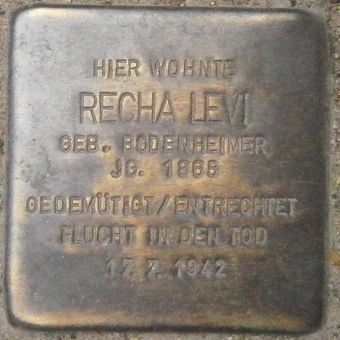 HIER WOHNTE
RECHA LEVI
GEB. BODENHEIMER
JG. 1865
GEDEMÜTIGT/ENTRECHTET
FLUCHT IN DEN TOD
17.7.1942